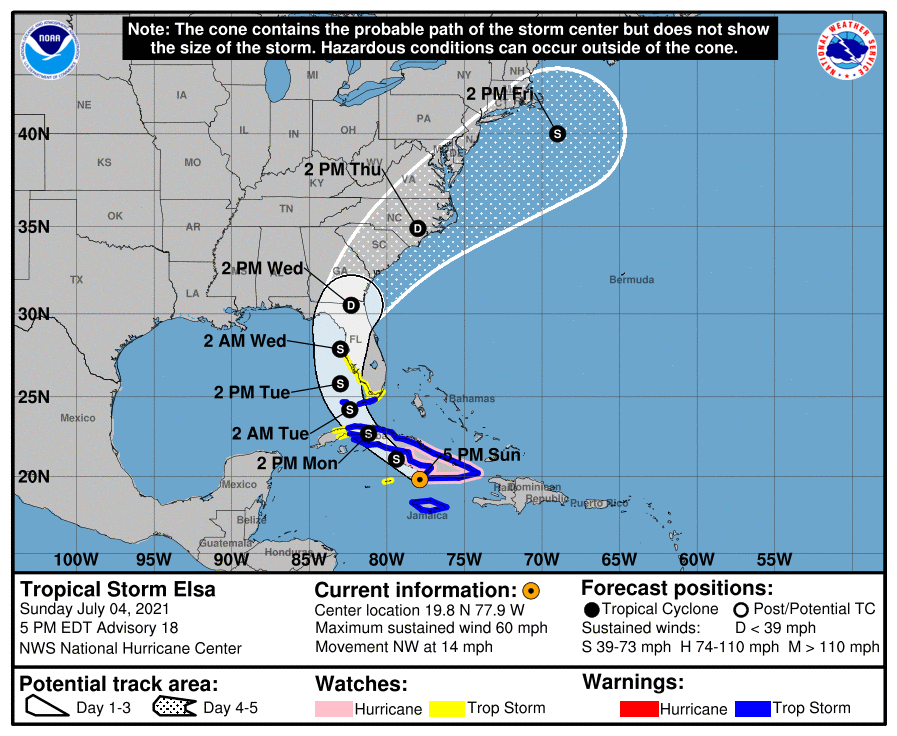 Note: The cone contains the probable path of the storm center but does not show
the size of the storm. Hazardous conditions can occur outside of the cone.
NOAA
NATIONAL WEATHER SERVICE
MI
NY
NH
2 PM Fri
NE
IA
PA
CT
40N
IL
IN
OH
NJ
S
KS
MO
DE
2 PM Thu
WV
KY
VA
OK
TN
NC
D
35N
AR
SC
2 PM Wed
GA
TX
LA
Bermuda
D
30N
2 AM Wed
FL
S
2 PM Tue
S
25N
Bahamas
S
Mexico
2 AM Tue
S
2 PM Mon
S
5 PM Sun
20N
Mexico
Haiti
Dominican
Republic
Puerto Rico
Jamaica
Belize
Guatemala
Honduras
100W 95W 90W 85W 80W 75W 70W 65W 60W 55W
Tropical Storm Elsa
Sunday July 04, 2021
5 PM EDT Advisory 18
NWS National Hurricane Center
Current information:
Center location 19.8 N 77.9 W
Maximum sustained wind 60 mph
Movement NW at 14 mph
Forecast positions:
Tropical Cyclone Post/Potential TC
Sustained winds: D < 39 mph
S 39-73 mph H 74-110 mph M > 110 mph
Potential track area:
Day 1-3 Day 4-5
Watches:
Hurricane Trop Storm
Warnings:
Hurricane Trop Storm